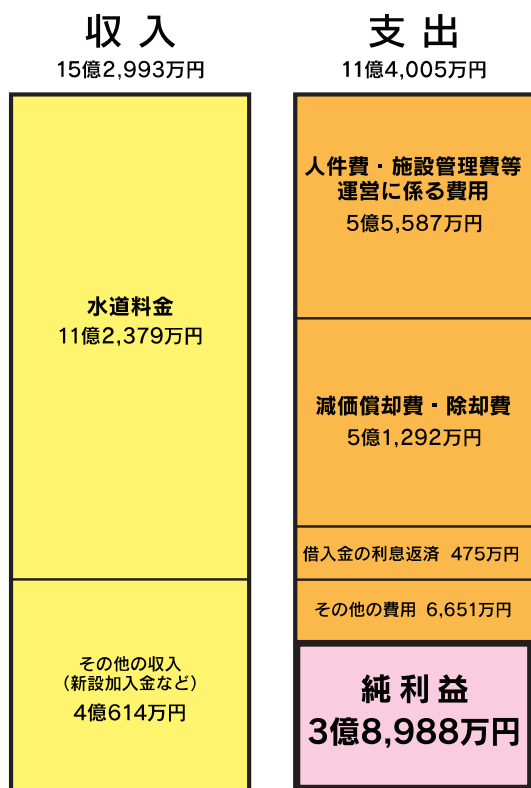 収入
15億2,993万円
水道料金
11億2,379万円
その他の収入
（新設加入金など）
4億614万円
支出
11億4,005万円
人件費・施設管理費等
運営に係る費用
5億5,587万円
減価償却費・除却費
5億1,292万円
借入金の利息返済 475万円
その他の費用 6,651万円
純利益
3億8,988万円